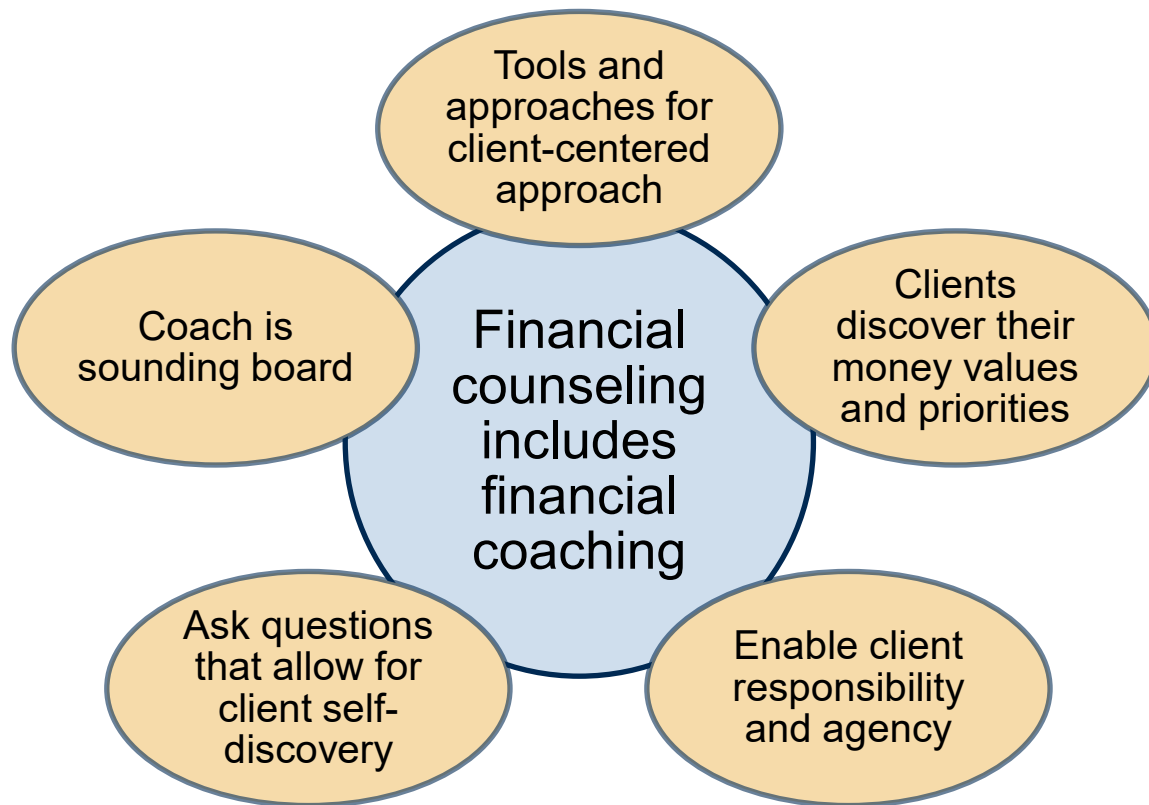 Tools and
approaches for
client-centered
approach
Clients
discover their
money values
and priorities
Enable client
responsibility
and agency
Ask questions
that allow for
client self-
discovery
Coach is
sounding board
Financial
counseling
includes
financial
coaching